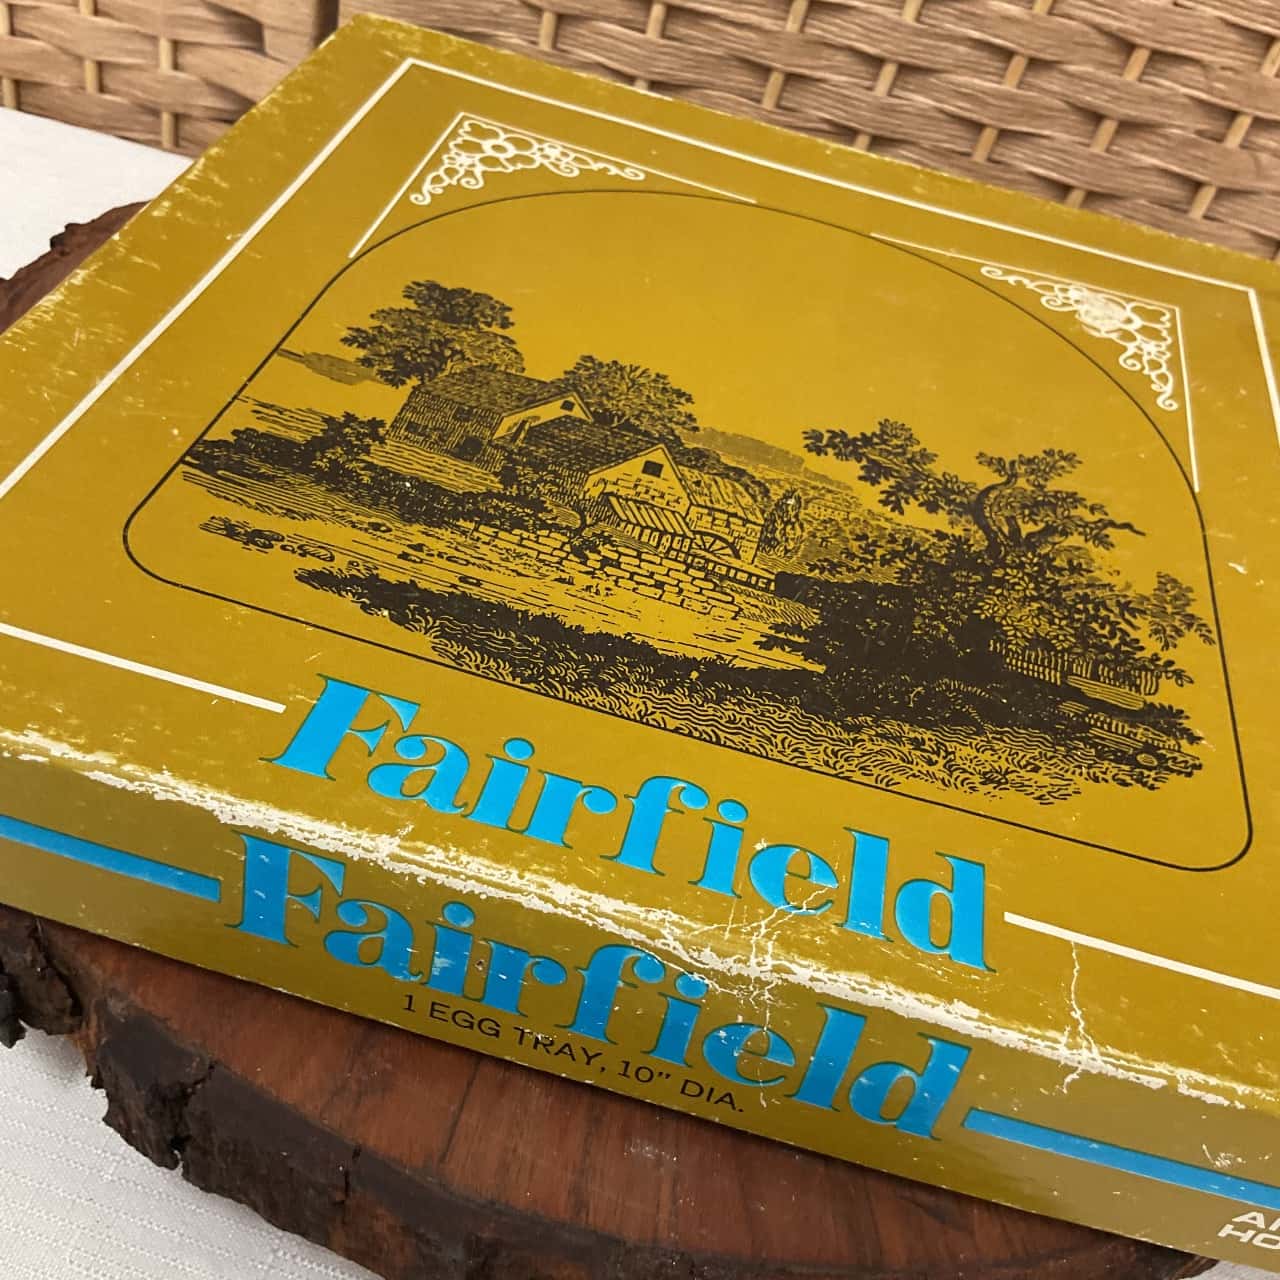 Fairfield
Fairfield
1 EGG TRAY, 10" DIA.